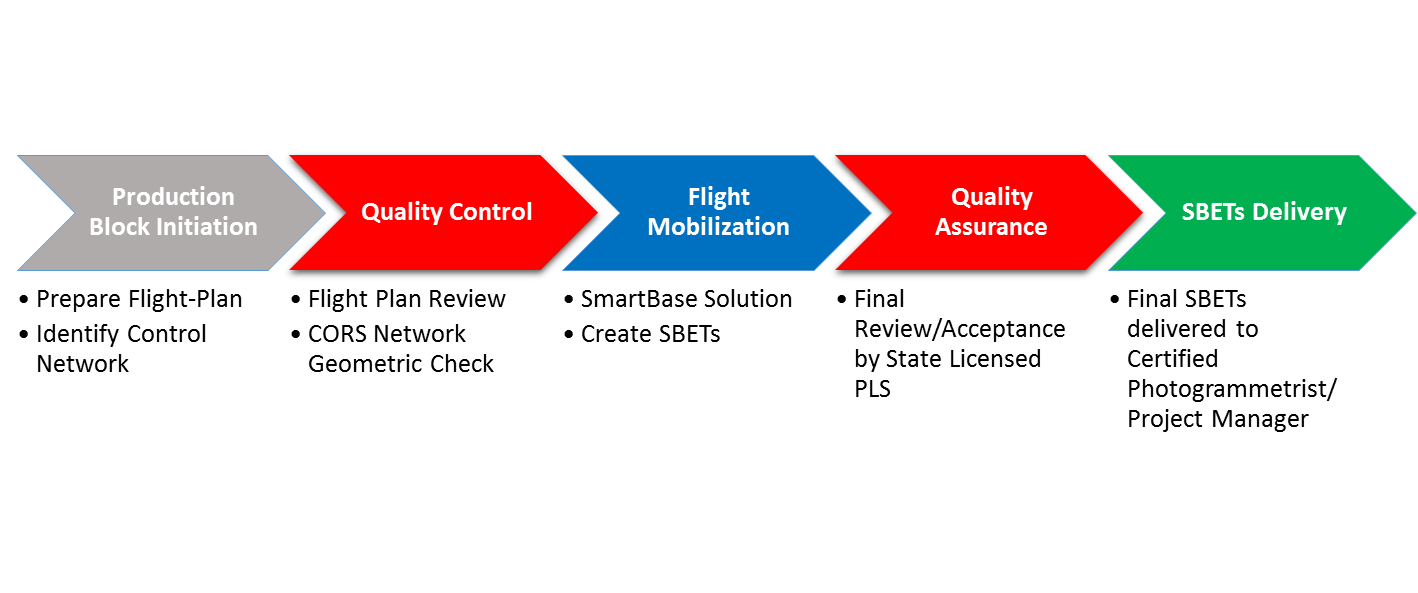 Production
Block Initiation
• Prepare Flight-Plan
• Identify Control
Network
Quality Control
• Flight Plan Review
• CORS Network
Geometric Check
Flight
Mobilization
• SmartBase Solution
• Create SBETs
Quality
Assurance
• Final
Review/Acceptance
by State Licensed
PLS
SBETs Delivery
• Final SBETs
delivered to
Certified
Photogrammetrist/
Project Manager